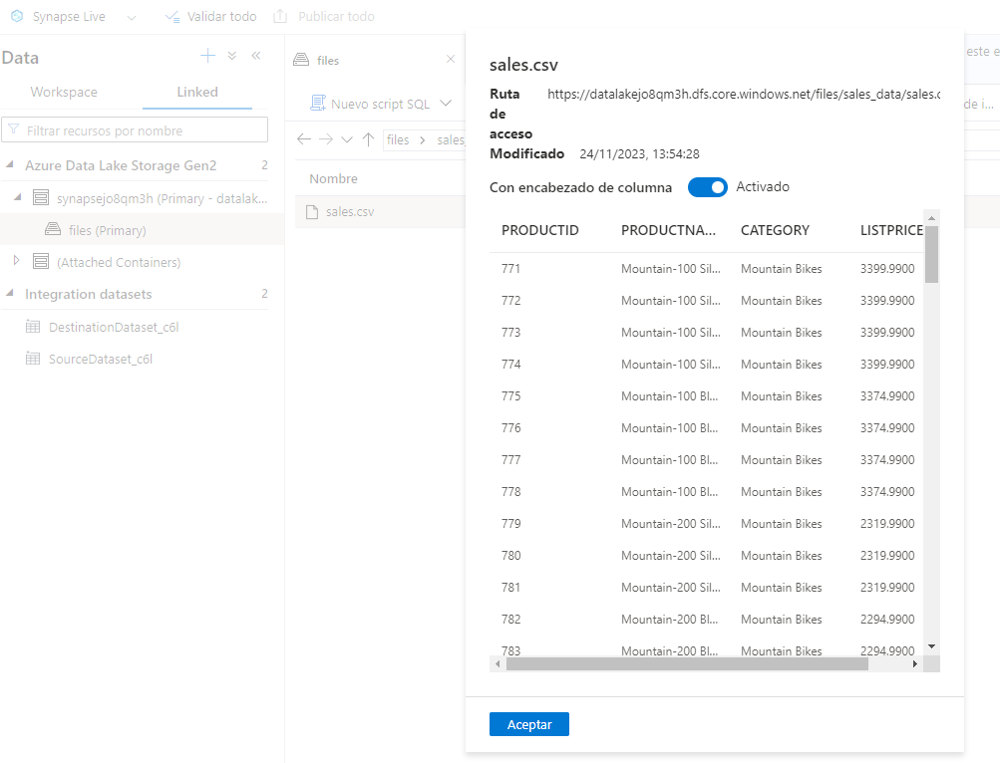 Synapse Live
Validar todo
Publicar todo
Data
Workspace
Linked
Filtrar recursos por nombre
Azure Data Lake Storage Gen2 2
synapsejo8qm3h (Primary - datalak...
files (Primary)
(Attached Containers)
Integration datasets 2
DestinationDataset_c6l
SourceDataset_c6l
files
Nuevo script SQL
files
sales_
Nombre
sales.csv
este e
de i...
sales.csv
Ruta de acceso https://datalakejo8qm3h.dfs.core.windows.net/files/sales_data/sales.c
Modificado 24/11/2023, 13:54:28
Con encabezado de columna Activado
PRODUCTID PRODUCTNA... CATEGORY LISTPRICE
771 Mountain-100 Sil... Mountain Bikes 3399.9900
772 Mountain-100 Sil... Mountain Bikes 3399.9900
773 Mountain-100 Sil... Mountain Bikes 3399.9900
774 Mountain-100 Sil... Mountain Bikes 3399.9900
775 Mountain-100 Bl... Mountain Bikes 3374.9900
776 Mountain-100 Bl... Mountain Bikes 3374.9900
777 Mountain-100 Bl... Mountain Bikes 3374.9900
778 Mountain-100 Bl... Mountain Bikes 3374.9900
779 Mountain-200 Sil... Mountain Bikes 2319.9900
780 Mountain-200 Sil... Mountain Bikes 2319.9900
781 Mountain-200 Sil... Mountain Bikes 2319.9900
782 Mountain-200 Bl... Mountain Bikes 2294.9900
783 Mountain-200 Bl... Mountain Bikes 2294.9900
Aceptar